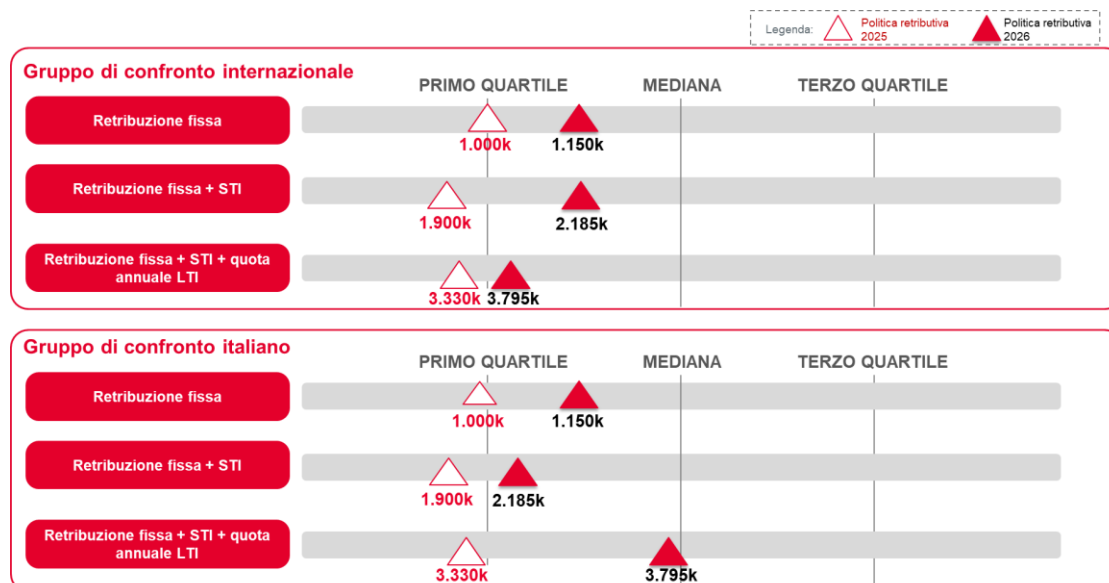 Legenda:
Politica retributiva
2025
Politica retributiva
2026
Gruppo di confronto internazionale
PRIMO QUARTILE
MEDIANA
TERZO QUARTILE
Retribuzione fissa
1.000k
1.150k
Retribuzione fissa + STI
1.900k
2.185k
Retribuzione fissa + STI + quota
annuale LTI
3.330k
3.795k
Gruppo di confronto italiano
PRIMO QUARTILE
MEDIANA
TERZO QUARTILE
Retribuzione fissa
1.000k
1.150k
Retribuzione fissa + STI
1.900k
2.185k
Retribuzione fissa + STI + quota
annuale LTI
3.330k
3.795k